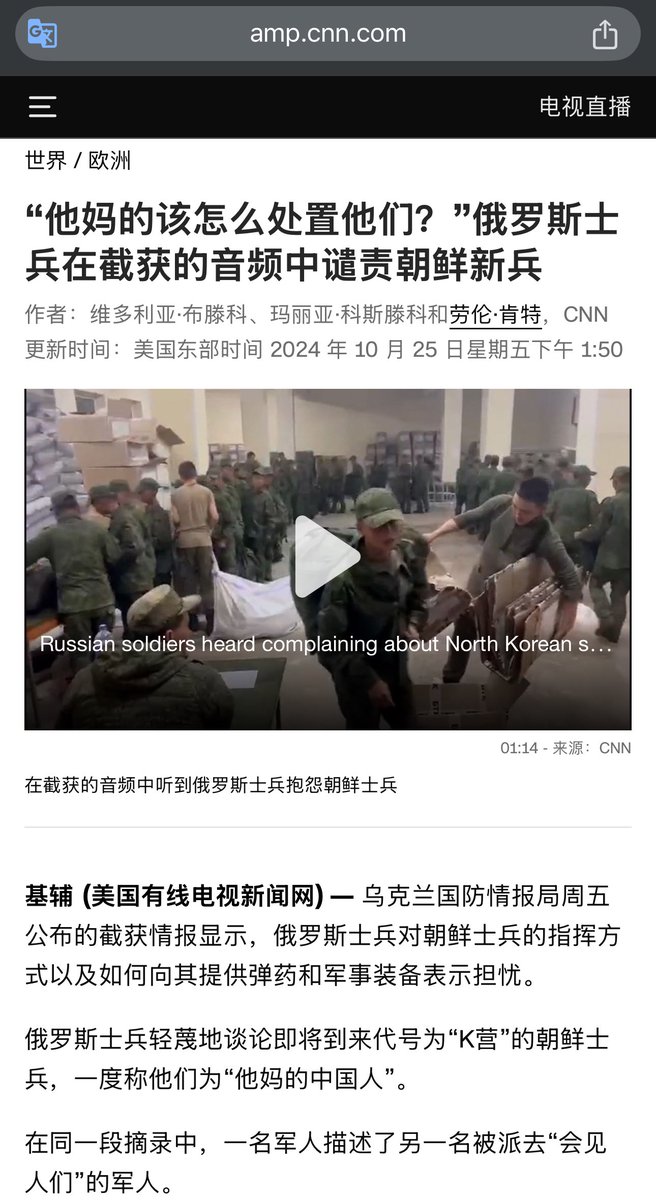 amp.cnn.com
电视直播
世界 / 欧洲
“他妈的该怎么处置他们？”俄罗斯士
兵在截获的音频中谴责朝鲜新兵
作者：维多利亚·布滕科、玛丽亚·科斯滕科和劳伦·肯特，CNN
更新时间：美国东部时间 2024 年 10 月 25 日星期五下午 1:50
Russian soldiers heard complaining about North Korean s…
01:14 - 来源：CNN
在截获的音频中听到俄罗斯士兵抱怨朝鲜士兵
基辅 (美国有线电视新闻网) — 乌克兰国防情报局周五
公布的截获情报显示，俄罗斯士兵对朝鲜士兵的指挥方
式以及如何向其提供弹药和军事装备表示担忧。
俄罗斯士兵轻蔑地谈论即将到来代号为“K营”的朝鲜士
兵，一度称他们为“他妈的中国人”。
在同一段摘录中，一名军人描述了另一名被派去“会见
人们”的军人。